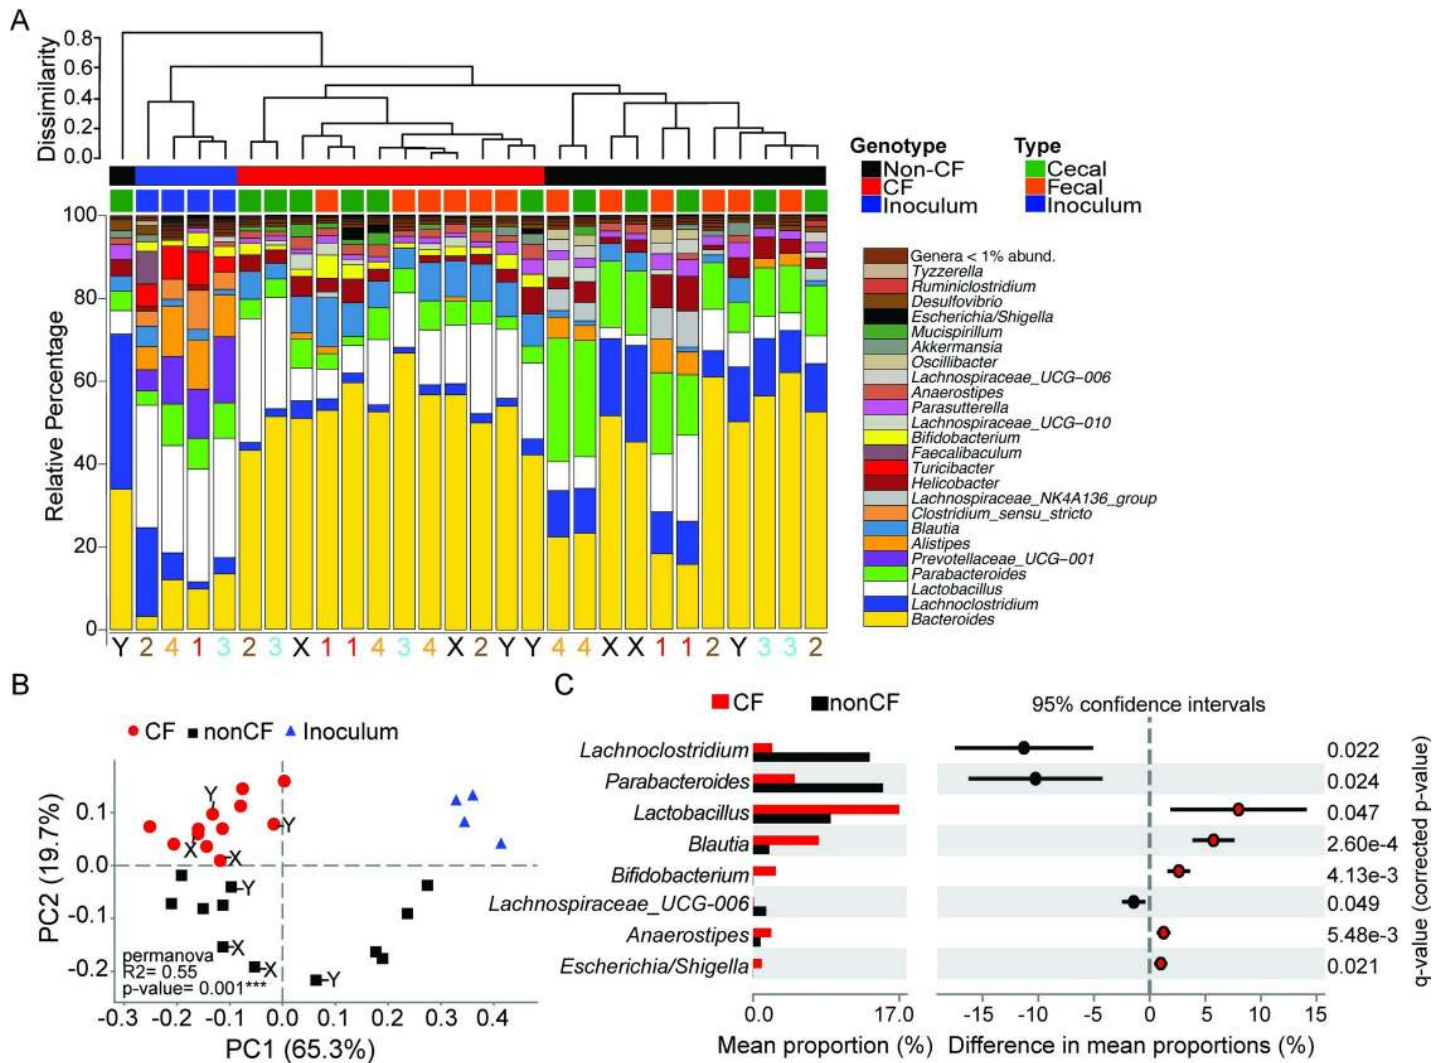 A
Dissimilarity
0.8
0.6
0.4
0.2
0.0
Genotype
Non-CF
CF
Inoculum
Type
Cecal
Fecal
Inoculum
Relative Percentage
100
80
60
40
20
0
Genera < 1% abund.
Tyzzerella
Ruminiclostridium
Desulfovibrio
Escherichia/Shigella
Mucispirillum
Akkermansia
Oscillibacter
Lachnospiraceae_UCG-006
Anaerostipes
Parasutterella
Lachnospiraceae_UCG-010
Bifidobacterium
Faecalibaculum
Turicibacter
Helicobacter
Lachnospiraceae_NK4A136_group
Clostridium_sensu_stricto
Blautia
Alistipes
Prevotellaceae_UCG-001
Parabacteroides
Lactobacillus
Lachnoclostridium
Bacteroides
Y 2 4 1 3 2 3 X 1 1 4 3 4 X 2 Y Y 4 4 X X 1 1 2 Y 3 3 2
B
CF nonCF Inoculum
PC2 (19.7%)
0.1
0.0
-0.1
-0.2
Y
Y
X
X
Y
X
X
Y
permanova
R2= 0.55
p-value= 0.001***
-0.3 -0.2 -0.1 0.0 0.1 0.2 0.3 0.4
PC1 (65.3%)
C
CF nonCF
95% confidence intervals
Lachnoclostridium 0.022
Parabacteroides 0.024
Lactobacillus 0.047
Blautia 2.60e-4
Bifidobacterium 4.13e-3
Lachnospiraceae_UCG-006 0.049
Anaerostipes 5.48e-3
Escherichia/Shigella 0.021
q-value (corrected p-value)
0.0 17.0
Mean proportion (%)
-15 -10 -5 0 5 10 15
Difference in mean proportions (%)